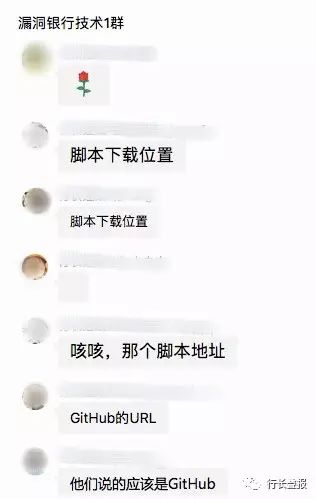 漏洞银行技术1群
脚本下载位置
脚本下载位置
咳咳，那个脚本地址
GitHub的URL
他们说的应该是GitHub
行长叠报